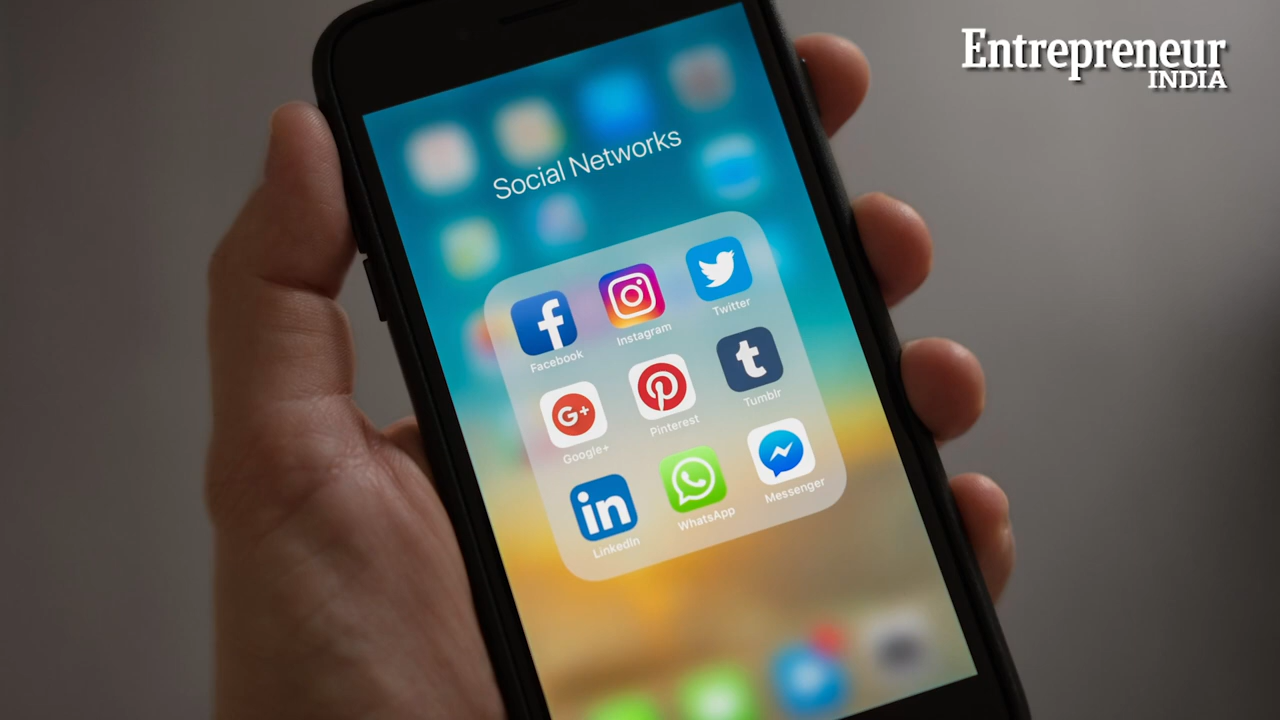 Entrepreneur
INDIA
Social Networks
Facebook
Instagram
Twitter
Google+
Pinterest
Tumblr
LinkedIn
WhatsApp
Messenger